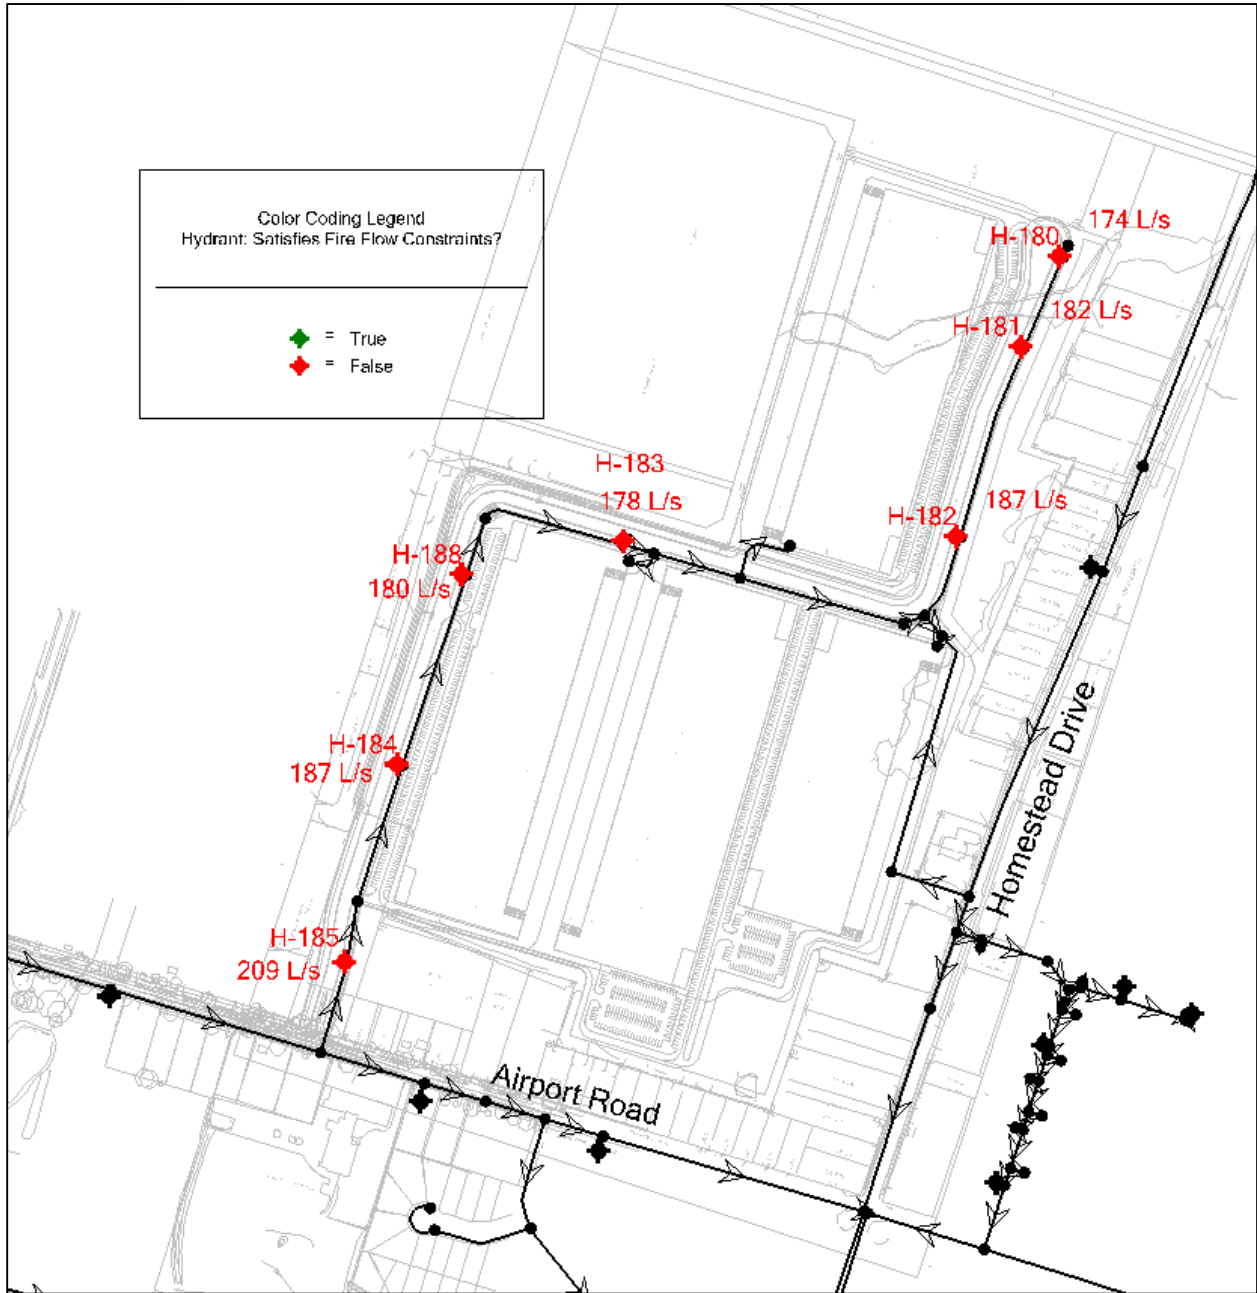 Color Coding Legend
Hydrant: Satisfies Fire Flow Constraints?
= True
= False
174 L/s
H-180
182 L/s
H-181
H-183
178 L/s
187 L/s
H-182
H-188
180 L/s
H-184
187 L/s
Homestead Drive
H-185
209 L/s
Airport Road